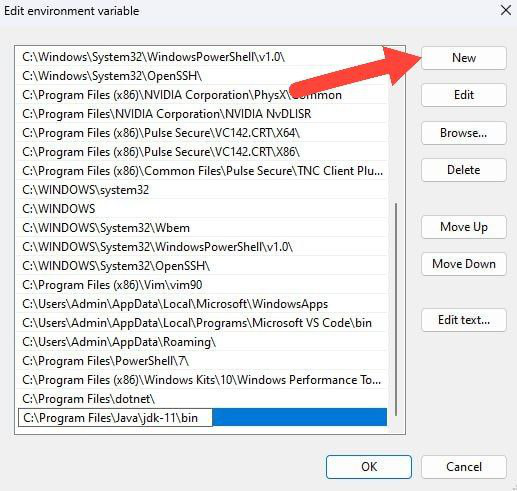 Edit environment variable
C:\Windows\System32\WindowsPowerShell\v1.0\
New
C:\Windows\System32\OpenSSH\
C:\Program Files (x86)\NVIDIA Corporation\PhysX\Common
Edit
C:\Program Files\NVIDIA Corporation\NVIDIA NvDLISR
C:\Program Files (x86)\Pulse Secure\VC142.CRT\X64\
Browse...
C:\Program Files (x86)\Pulse Secure\VC142.CRT\X86\
C:\Program Files (x86)\Common Files\Pulse Secure\TNC Client Plu...
Delete
C:\WINDOWS\system32
C:\WINDOWS
C:\WINDOWS\System32\Wbem
Move Up
C:\WINDOWS\System32\WindowsPowerShell\v1.0\
C:\WINDOWS\System32\OpenSSH\
Move Down
C:\Program Files (x86)\Vim\vim90
C:\Users\Admin\AppData\Local\Microsoft\WindowsApps
C:\Users\Admin\AppData\Local\Programs\Microsoft VS Code\bin
Edit text...
C:\Users\Admin\AppData\Roaming\
C:\Program Files\PowerShell\7\
C:\Program Files (x86)\Windows Kits\10\Windows Performance To...
C:\Program Files\dotnet\
C:\Program Files\Java\jdk-11\bin
OK
Cancel